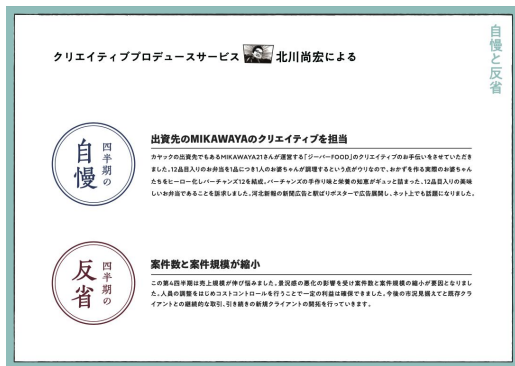 自慢と反省
クリエイティブプロデュースサービス 北川尚宏による
四半期の
自慢
出資先のMIKAWAYAのクリエイティブを担当
カヤックの出資先でもあるMIKAWAYA21さんが運営する「ジーバーFOOD」のクリエイティブのお手伝いをさせていただき
ました。12品目入りのお弁当を1品につき1人のお婆ちゃんが調理するという点がウリなので、おかずを作る実際のお婆ちゃん
たちをヒーロー化しバーチャンズ12を結成。バーチャンズの手作り味と栄養の知恵がギュッと詰まった、12品目入りの美味
しいお弁当であることを訴求しました。河北新報の新聞広告と駅ばりポスターで広告展開し、ネット上でも話題になりました。
四半期の
反省
案件数と案件規模が縮小
この第4四半期は売上規模が伸び悩みました。景況感の悪化の影響を受け案件数と案件規模の縮小が要因となりまし
た。人員の調整をはじめコストコントロールを行うことで一定の利益は確保できました。今後の市況見据えてと既存クラ
イアントとの継続的な取引、引き続きの新規クライアントの開拓を行っていきます。